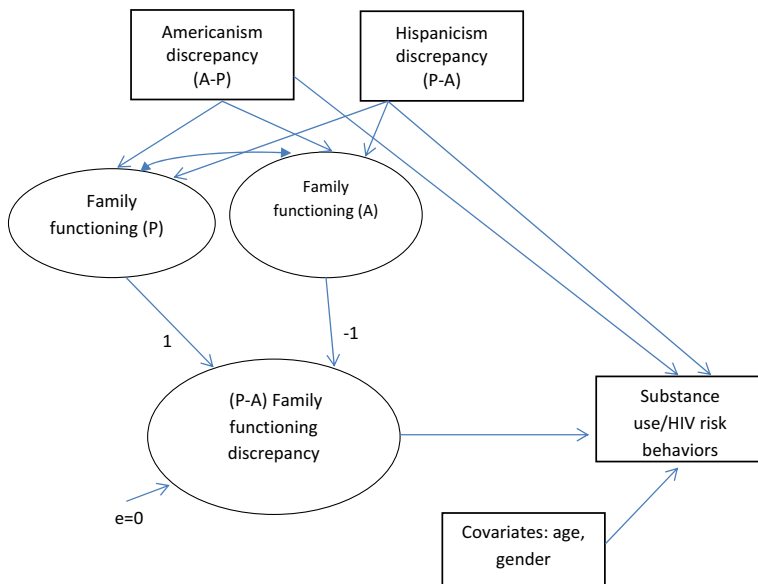 Americanism
discrepancy
(A-P)
Hispanicism
discrepancy
(P-A)
Family
functioning (P)
Family
functioning (A)
1
-1
(P-A) Family
functioning
discrepancy
e=0
Substance
use/HIV risk
behaviors
Covariates: age,
gender